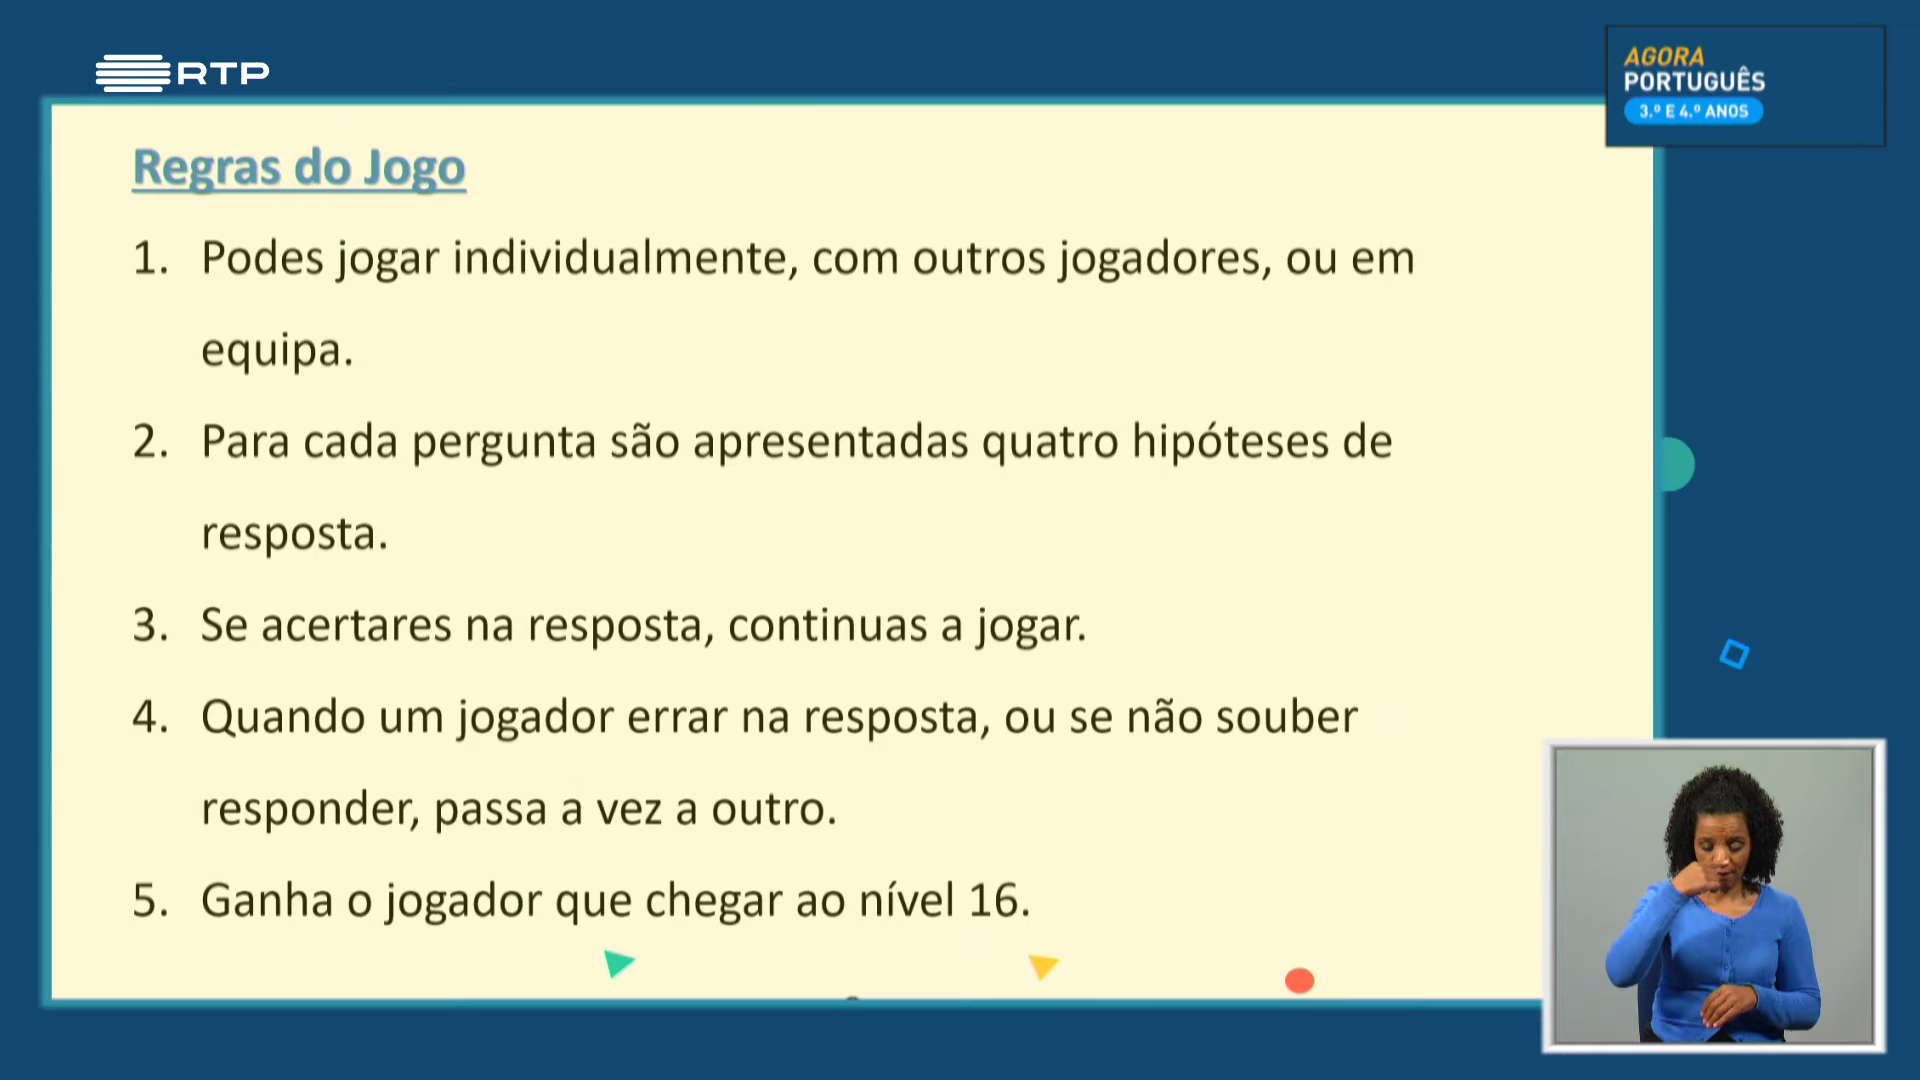 RTP
AGORA
PORTUGUÊS
3.º E 4.º ANOS
Regras do Jogo
1. Podes jogar individualmente, com outros jogadores, ou em
equipa.
2. Para cada pergunta são apresentadas quatro hipóteses de
resposta.
3. Se acertares na resposta, continuas a jogar.
4. Quando um jogador errar na resposta, ou se não souber
responder, passa a vez a outro.
5. Ganha o jogador que chegar ao nível 16.